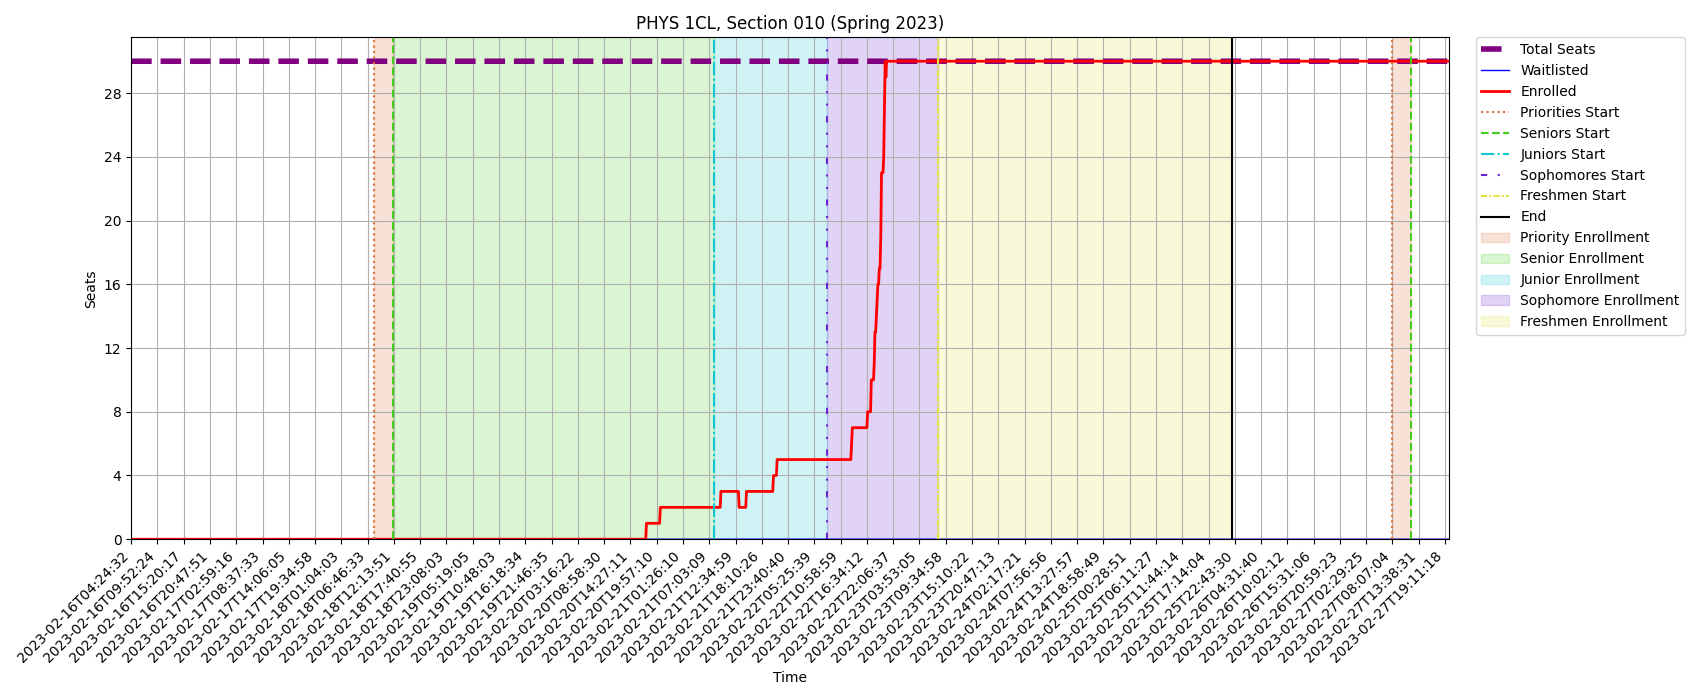 PHYS 1CL, Section 010 (Spring 2023)
Seats
28
24
20
16
12
8
4
0
2023-02-16T04:24:32
2023-02-16T09:52:24
2023-02-16T15:20:17
2023-02-16T20:47:51
2023-02-17T02:59:16
2023-02-17T08:37:33
2023-02-17T14:06:05
2023-02-17T19:34:58
2023-02-18T01:04:03
2023-02-18T06:46:33
2023-02-18T12:13:51
2023-02-18T17:40:55
2023-02-18T23:08:03
2023-02-19T05:19:05
2023-02-19T10:48:03
2023-02-19T16:18:34
2023-02-19T21:46:35
2023-02-20T03:16:22
2023-02-20T08:58:30
2023-02-20T14:27:11
2023-02-20T19:57:10
2023-02-21T01:26:10
2023-02-21T07:03:09
2023-02-21T12:34:59
2023-02-21T18:10:26
2023-02-21T23:40:40
2023-02-22T05:25:39
2023-02-22T10:58:59
2023-02-22T16:34:12
2023-02-22T22:06:37
2023-02-23T03:53:05
2023-02-23T09:34:58
2023-02-23T15:10:22
2023-02-23T20:47:13
2023-02-24T02:17:21
2023-02-24T07:56:56
2023-02-24T13:27:57
2023-02-24T18:58:49
2023-02-25T00:28:51
2023-02-25T06:11:27
2023-02-25T11:44:14
2023-02-25T17:14:04
2023-02-25T22:43:30
2023-02-26T04:31:40
2023-02-26T10:02:12
2023-02-26T15:31:06
2023-02-26T20:59:23
2023-02-27T02:29:25
2023-02-27T08:07:04
2023-02-27T13:38:31
2023-02-27T19:11:18
Time
Total Seats
Waitlisted
Enrolled
Priorities Start
Seniors Start
Juniors Start
Sophomores Start
Freshmen Start
End
Priority Enrollment
Senior Enrollment
Junior Enrollment
Sophomore Enrollment
Freshmen Enrollment